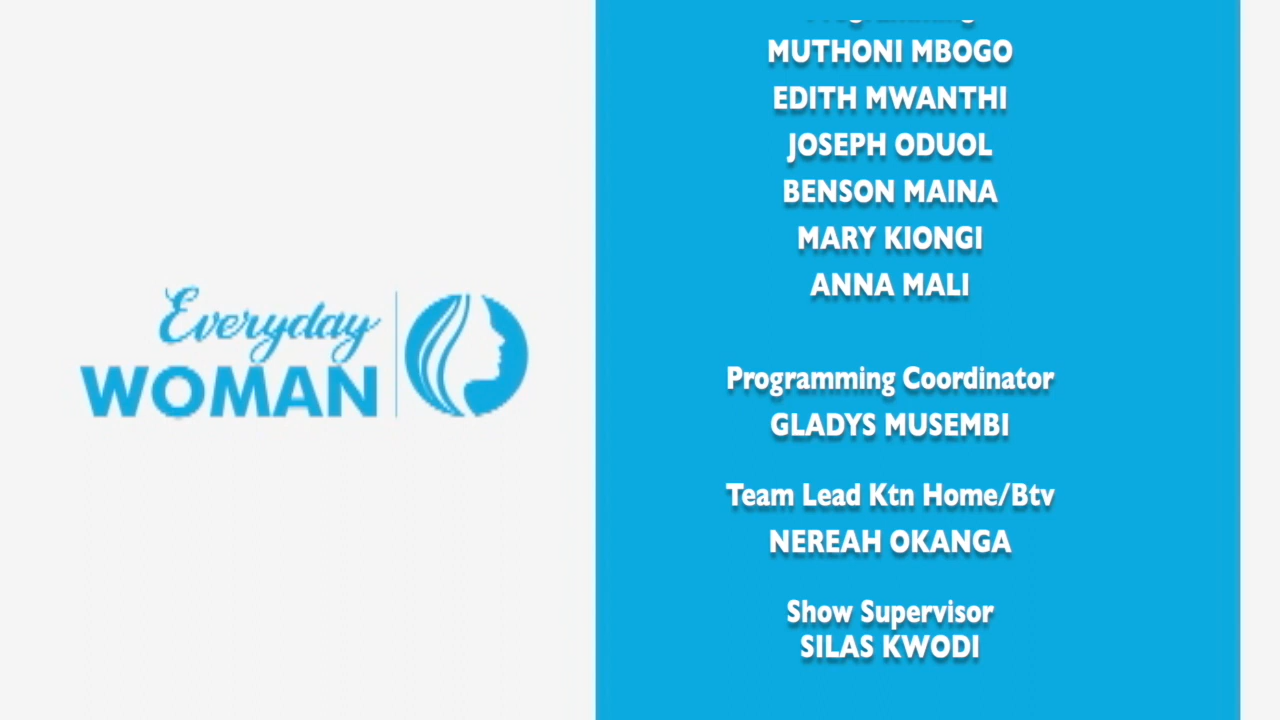 Everyday
WOMAN
MUTHONI MBOGO
EDITH MWANTHI
JOSEPH ODUOL
BENSON MAINA
MARY KIONGI
ANNA MALI
Programming Coordinator
GLADYS MUSEMBI
Team Lead Ktn Home/Btv
NEREAH OKANGA
Show Supervisor
SILAS KWODI